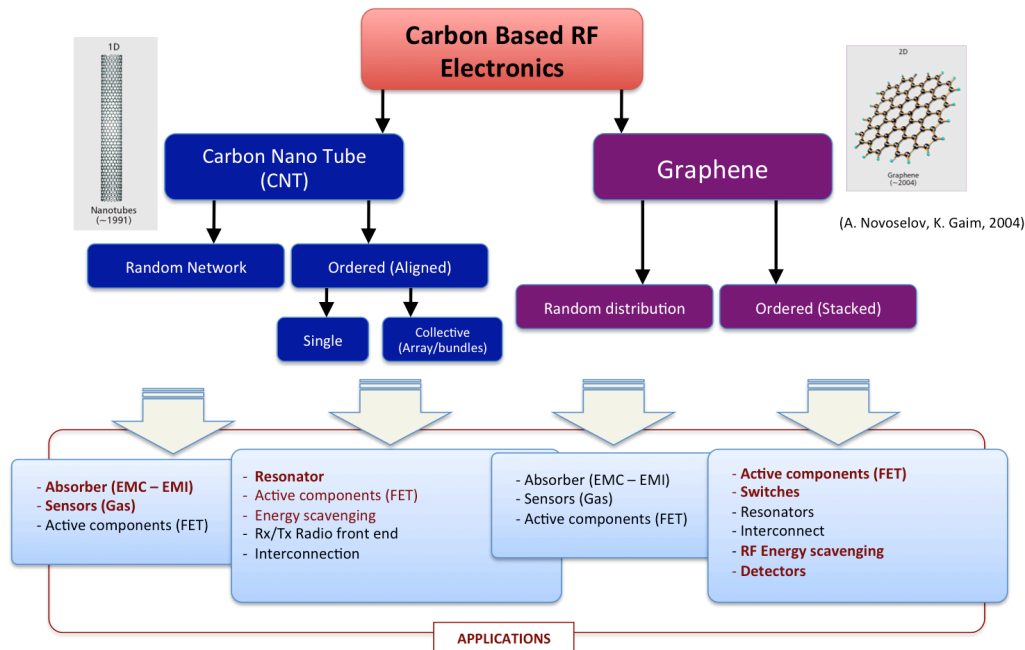 Carbon Based RF
Electronics
1D
Nanotubes
(~1991)
2D
Graphene
(~2004)
Carbon Nano Tube
(CNT)
Graphene
(A. Novoselov, K. Gaim, 2004)
Random Network
Ordered (Aligned)
Random distribution
Ordered (Stacked)
Single
Collective
(Array/bundles)
- Absorber (EMC – EMI)
- Sensors (Gas)
- Active components (FET)
- Resonator
- Active components (FET)
- Energy scavenging
- Rx/Tx Radio front end
- Interconnection
- Absorber (EMC – EMI)
- Sensors (Gas)
- Active components (FET)
- Active components (FET)
- Switches
- Resonators
- Interconnect
- RF Energy scavenging
- Detectors
APPLICATIONS